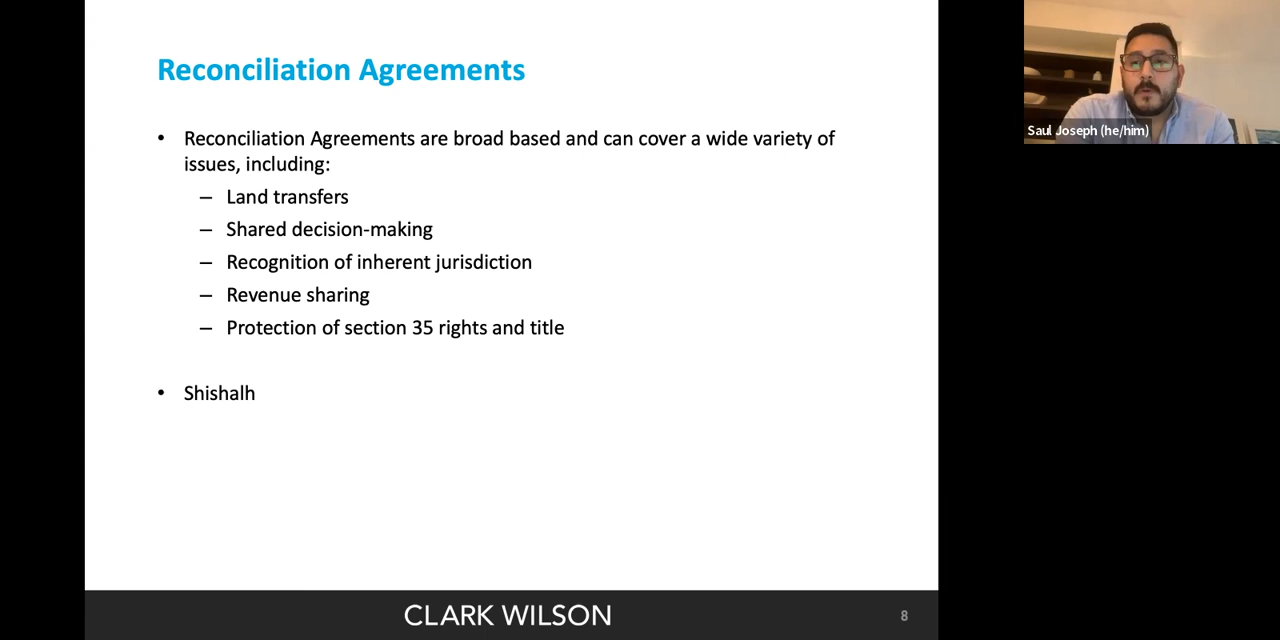 Reconciliation Agreements
• Reconciliation Agreements are broad based and can cover a wide variety of
issues, including:
– Land transfers
– Shared decision-making
– Recognition of inherent jurisdiction
– Revenue sharing
– Protection of section 35 rights and title
• Shishalh
CLARK WILSON
8
Saul Joseph (he/him)